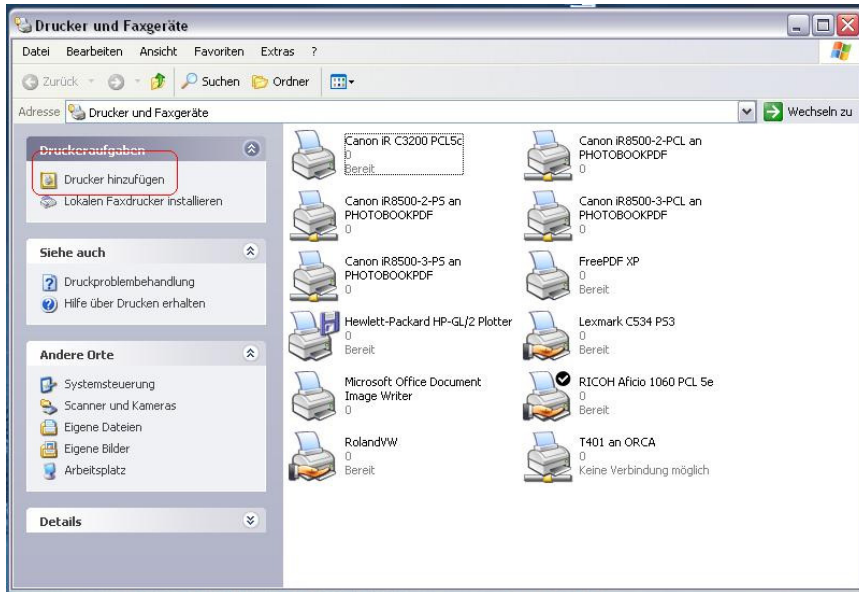 Drucker und Faxgeräte
Datei Bearbeiten Ansicht Favoriten Extras ?
Zurück Suchen Ordner
Adresse Drucker und Faxgeräte Wechseln zu
Druckeraufgaben
Drucker hinzufügen
Lokalen Faxdrucker installieren
Siehe auch
Druckproblembehandlung
Hilfe über Drucken erhalten
Andere Orte
Systemsteuerung
Scanner und Kameras
Eigene Dateien
Eigene Bilder
Arbeitsplatz
Details
Canon iR C3200 PCL5c
0
Bereit
Canon iR8500-2-PCL an
PHOTOBOOKPDF
0
Canon iR8500-2-PS an
PHOTOBOOKPDF
0
Canon iR8500-3-PCL an
PHOTOBOOKPDF
0
Canon iR8500-3-PS an
PHOTOBOOKPDF
0
FreePDF XP
0
Bereit
Hewlett-Packard HP-GL/2 Plotter
0
Bereit
Lexmark C534 PS3
0
Bereit
Microsoft Office Document
Image Writer
0
RICOH Aficio 1060 PCL 5e
0
Bereit
RolandVW
0
Bereit
T401 an ORCA
0
Keine Verbindung möglich